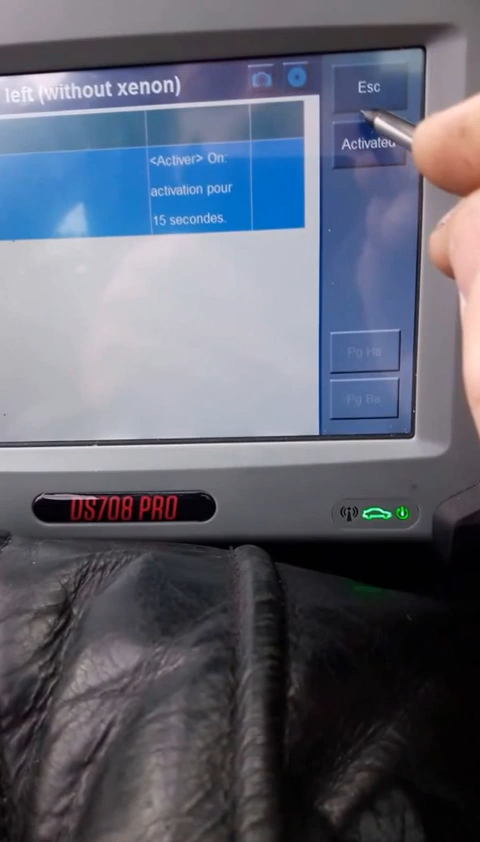 left (without xenon)
Esc
Activated
<Activer> On:
activation pour
15 secondes.
Pg Ha
Pg Ba
DS708 PRO